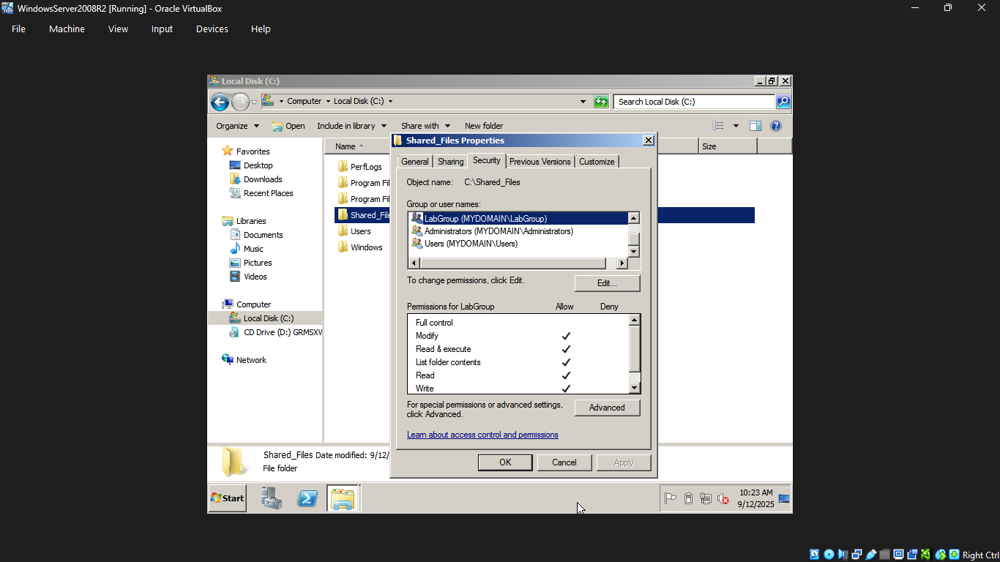 WindowsServer2008R2 [Running] - Oracle VirtualBox
File Machine View Input Devices Help
Local Disk (C:)
Computer Local Disk (C:)
Search Local Disk (C:)
Organize Open Include in library Share with New folder
Favorites
Desktop
Downloads
Recent Places
Libraries
Documents
Music
Pictures
Videos
Computer
Local Disk (C:)
CD Drive (D:) GRMSXV
Network
Name
Size
PerfLogs
Program Fil
Program Fil
Shared_File
Users
Windows
Shared_Files Properties
General Sharing Security Previous Versions Customize
Object name: C:\Shared_Files
Group or user names:
LabGroup (MYDOMAIN\LabGroup)
Administrators (MYDOMAIN\Administrators)
Users (MYDOMAIN\Users)
To change permissions, click Edit.
Edit...
Permissions for LabGroup Allow Deny
Full control
Modify
Read & execute
List folder contents
Read
Write
For special permissions or advanced settings,
click Advanced.
Advanced
Learn about access control and permissions
OK Cancel Apply
Shared_Files Date modified: 9/12/
File folder
Start
10:23 AM
9/12/2025
Right Ctrl